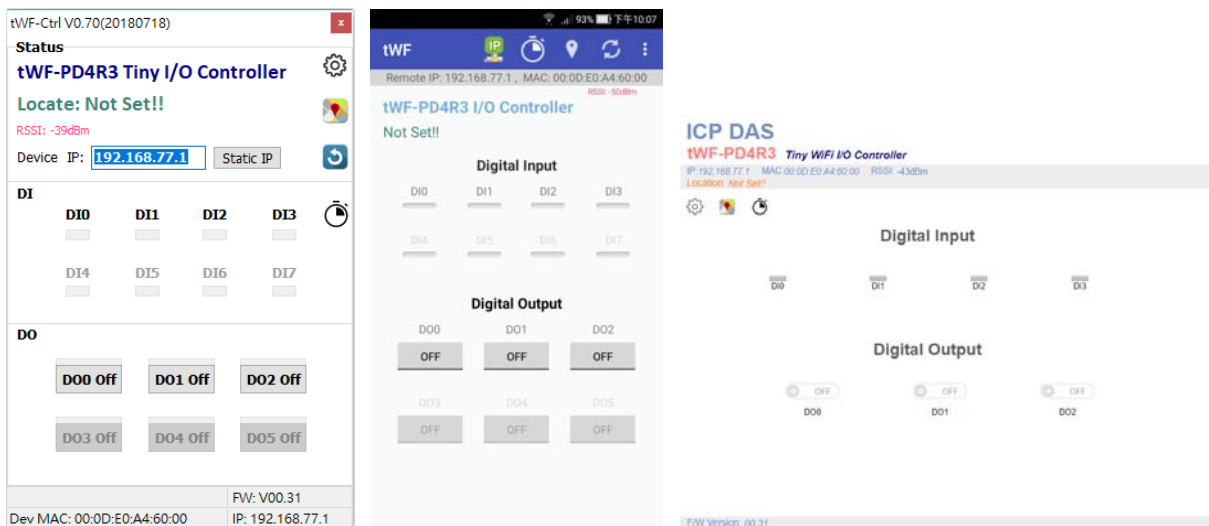 tWF-Ctrl V0.70(20180718)
x
Status
tWF-PD4R3 Tiny I/O Controller
Locate: Not Set!!
RSSI: -39dBm
Device IP: 192.168.77.1 Static IP
DI
DI0 DI1 DI2 DI3
DI4 DI5 DI6 DI7
DO
DO0 Off DO1 Off DO2 Off
DO3 Off DO4 Off DO5 Off
FW: V00.31
Dev MAC: 00:0D:E0:A4:60:00 IP: 192.168.77.1
93% 下午10:07
tWF IP
Remote IP: 192.168.77.1 , MAC: 00:0D:E0:A4:60:00
RSSI: -50dBm
tWF-PD4R3 I/O Controller
Not Set!!
Digital Input
DI0 DI1 DI2 DI3
DI4 DI5 DI6 DI7
Digital Output
DO0 DO1 DO2
OFF OFF OFF
DO3 DO4 DO5
OFF OFF OFF
ICP DAS
tWF-PD4R3 Tiny WiFi I/O Controller
IP:192.168.77.1 MAC:00:0D:E0:A4:60:00 RSSI: -43dBm
Location: Not Set!!
Digital Input
DI0 DI1 DI2 DI3
Digital Output
OFF OFF OFF
DO0 DO1 DO2
F/W Version: 00.31